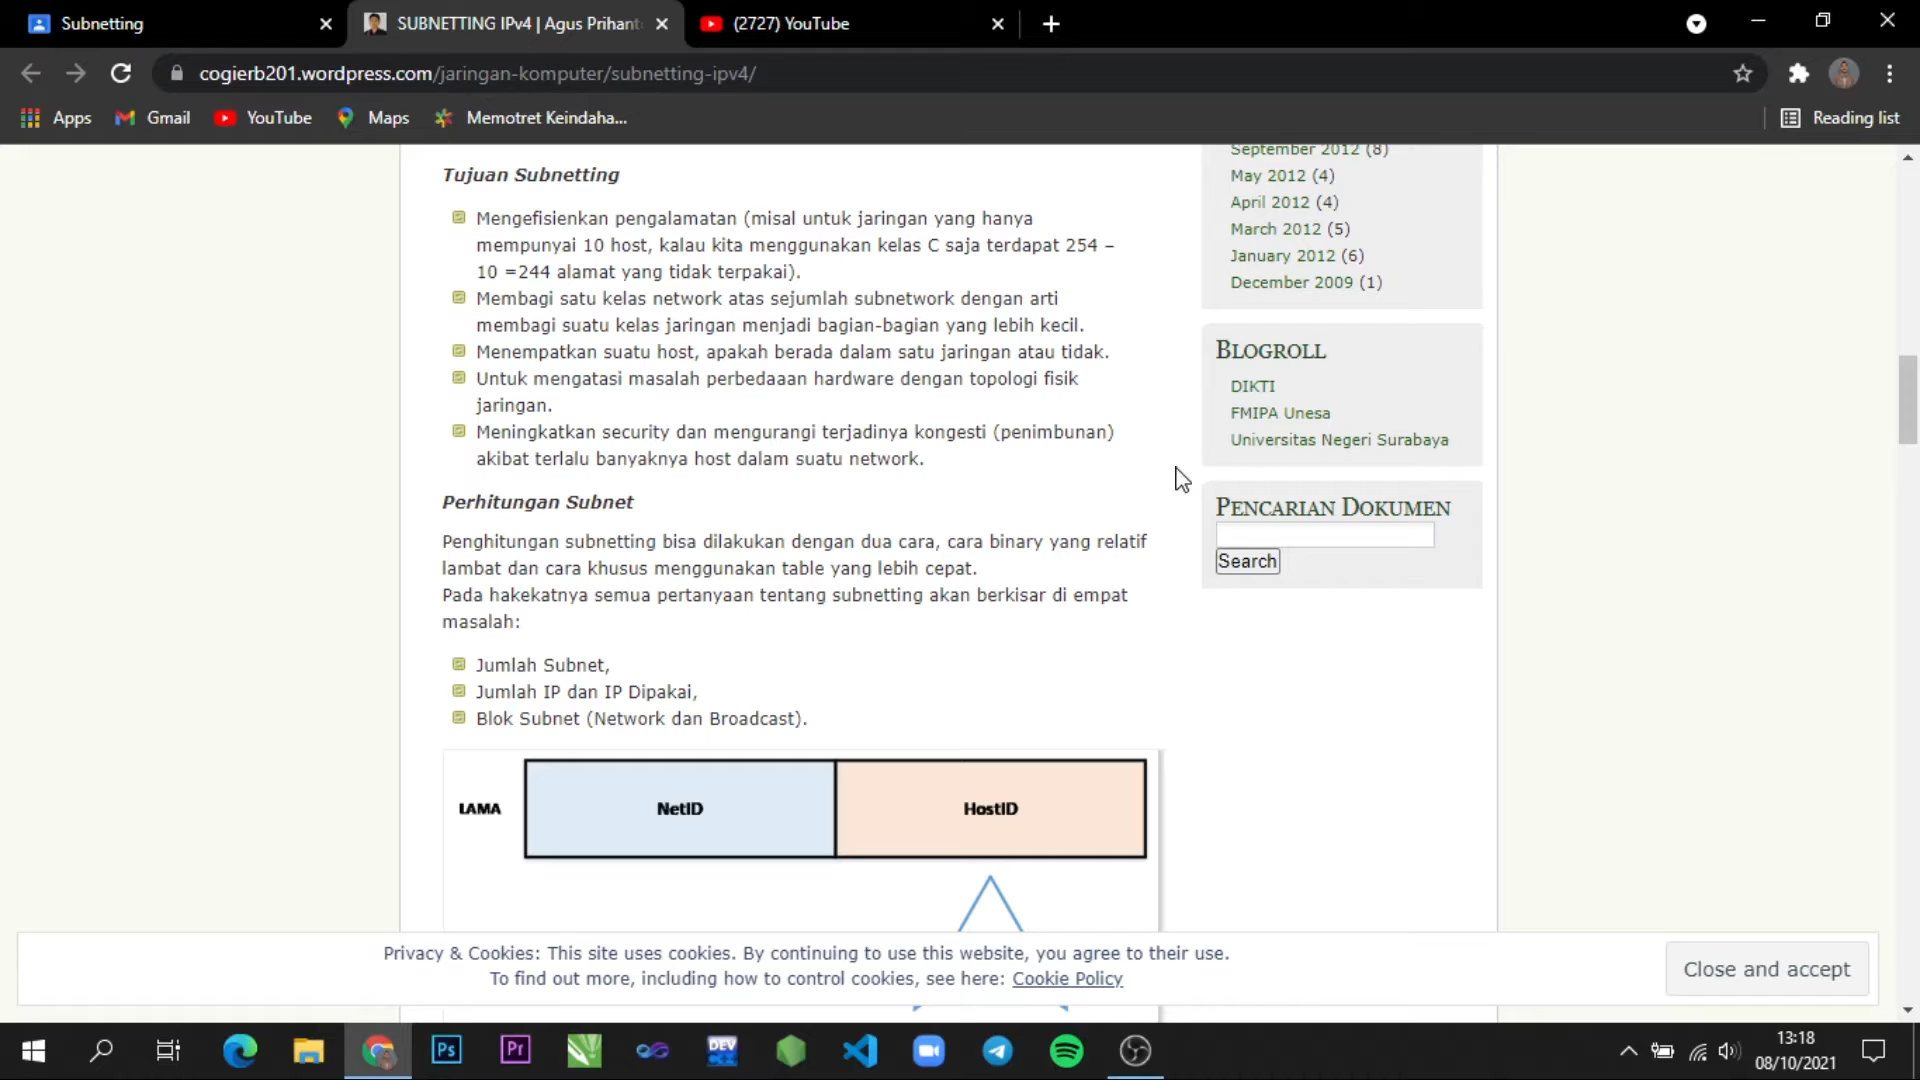 Subnetting
SUBNETTING IPv4 | Agus Prihant
(2727) YouTube
cogierb201.wordpress.com/jaringan-komputer/subnetting-ipv4/
Apps
Gmail
YouTube
Maps
Memotret Keindaha...
Reading list
Tujuan Subnetting
Mengefisienkan pengalamatan (misal untuk jaringan yang hanya
mempunyai 10 host, kalau kita menggunakan kelas C saja terdapat 254 –
10 =244 alamat yang tidak terpakai).
Membagi satu kelas network atas sejumlah subnetwork dengan arti
membagi suatu kelas jaringan menjadi bagian-bagian yang lebih kecil.
Menempatkan suatu host, apakah berada dalam satu jaringan atau tidak.
Untuk mengatasi masalah perbedaaan hardware dengan topologi fisik
jaringan.
Meningkatkan security dan mengurangi terjadinya kongesti (penimbunan)
akibat terlalu banyaknya host dalam suatu network.
Perhitungan Subnet
Penghitungan subnetting bisa dilakukan dengan dua cara, cara binary yang relatif
lambat dan cara khusus menggunakan table yang lebih cepat.
Pada hakekatnya semua pertanyaan tentang subnetting akan berkisar di empat
masalah:
Jumlah Subnet,
Jumlah IP dan IP Dipakai,
Blok Subnet (Network dan Broadcast).
LAMA
NetID
HostID
September 2012 (8)
May 2012 (4)
April 2012 (4)
March 2012 (5)
January 2012 (6)
December 2009 (1)
BLOGROLL
DIKTI
FMIPA Unesa
Universitas Negeri Surabaya
PENCARIAN DOKUMEN
Search
Privacy & Cookies: This site uses cookies. By continuing to use this website, you agree to their use.
To find out more, including how to control cookies, see here: Cookie Policy
Close and accept
Ps
Pr
DEV
13:18
08/10/2021